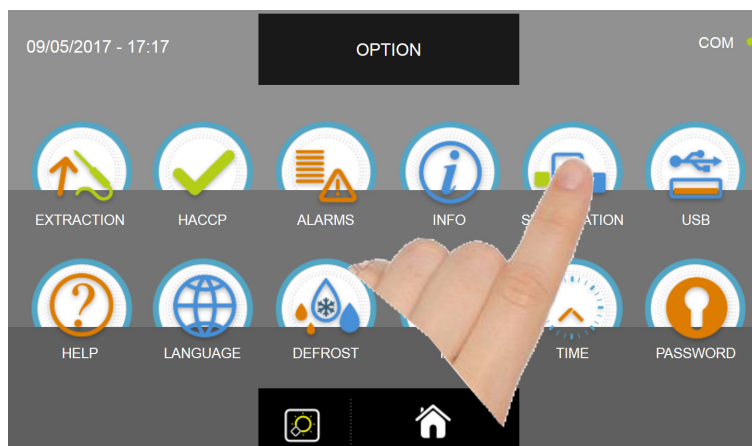 09/05/2017 - 17:17
OPTION
COM
EXTRACTION
HACCP
ALARMS
INFO
USB
HELP
LANGUAGE
DEFROST
TIME
PASSWORD